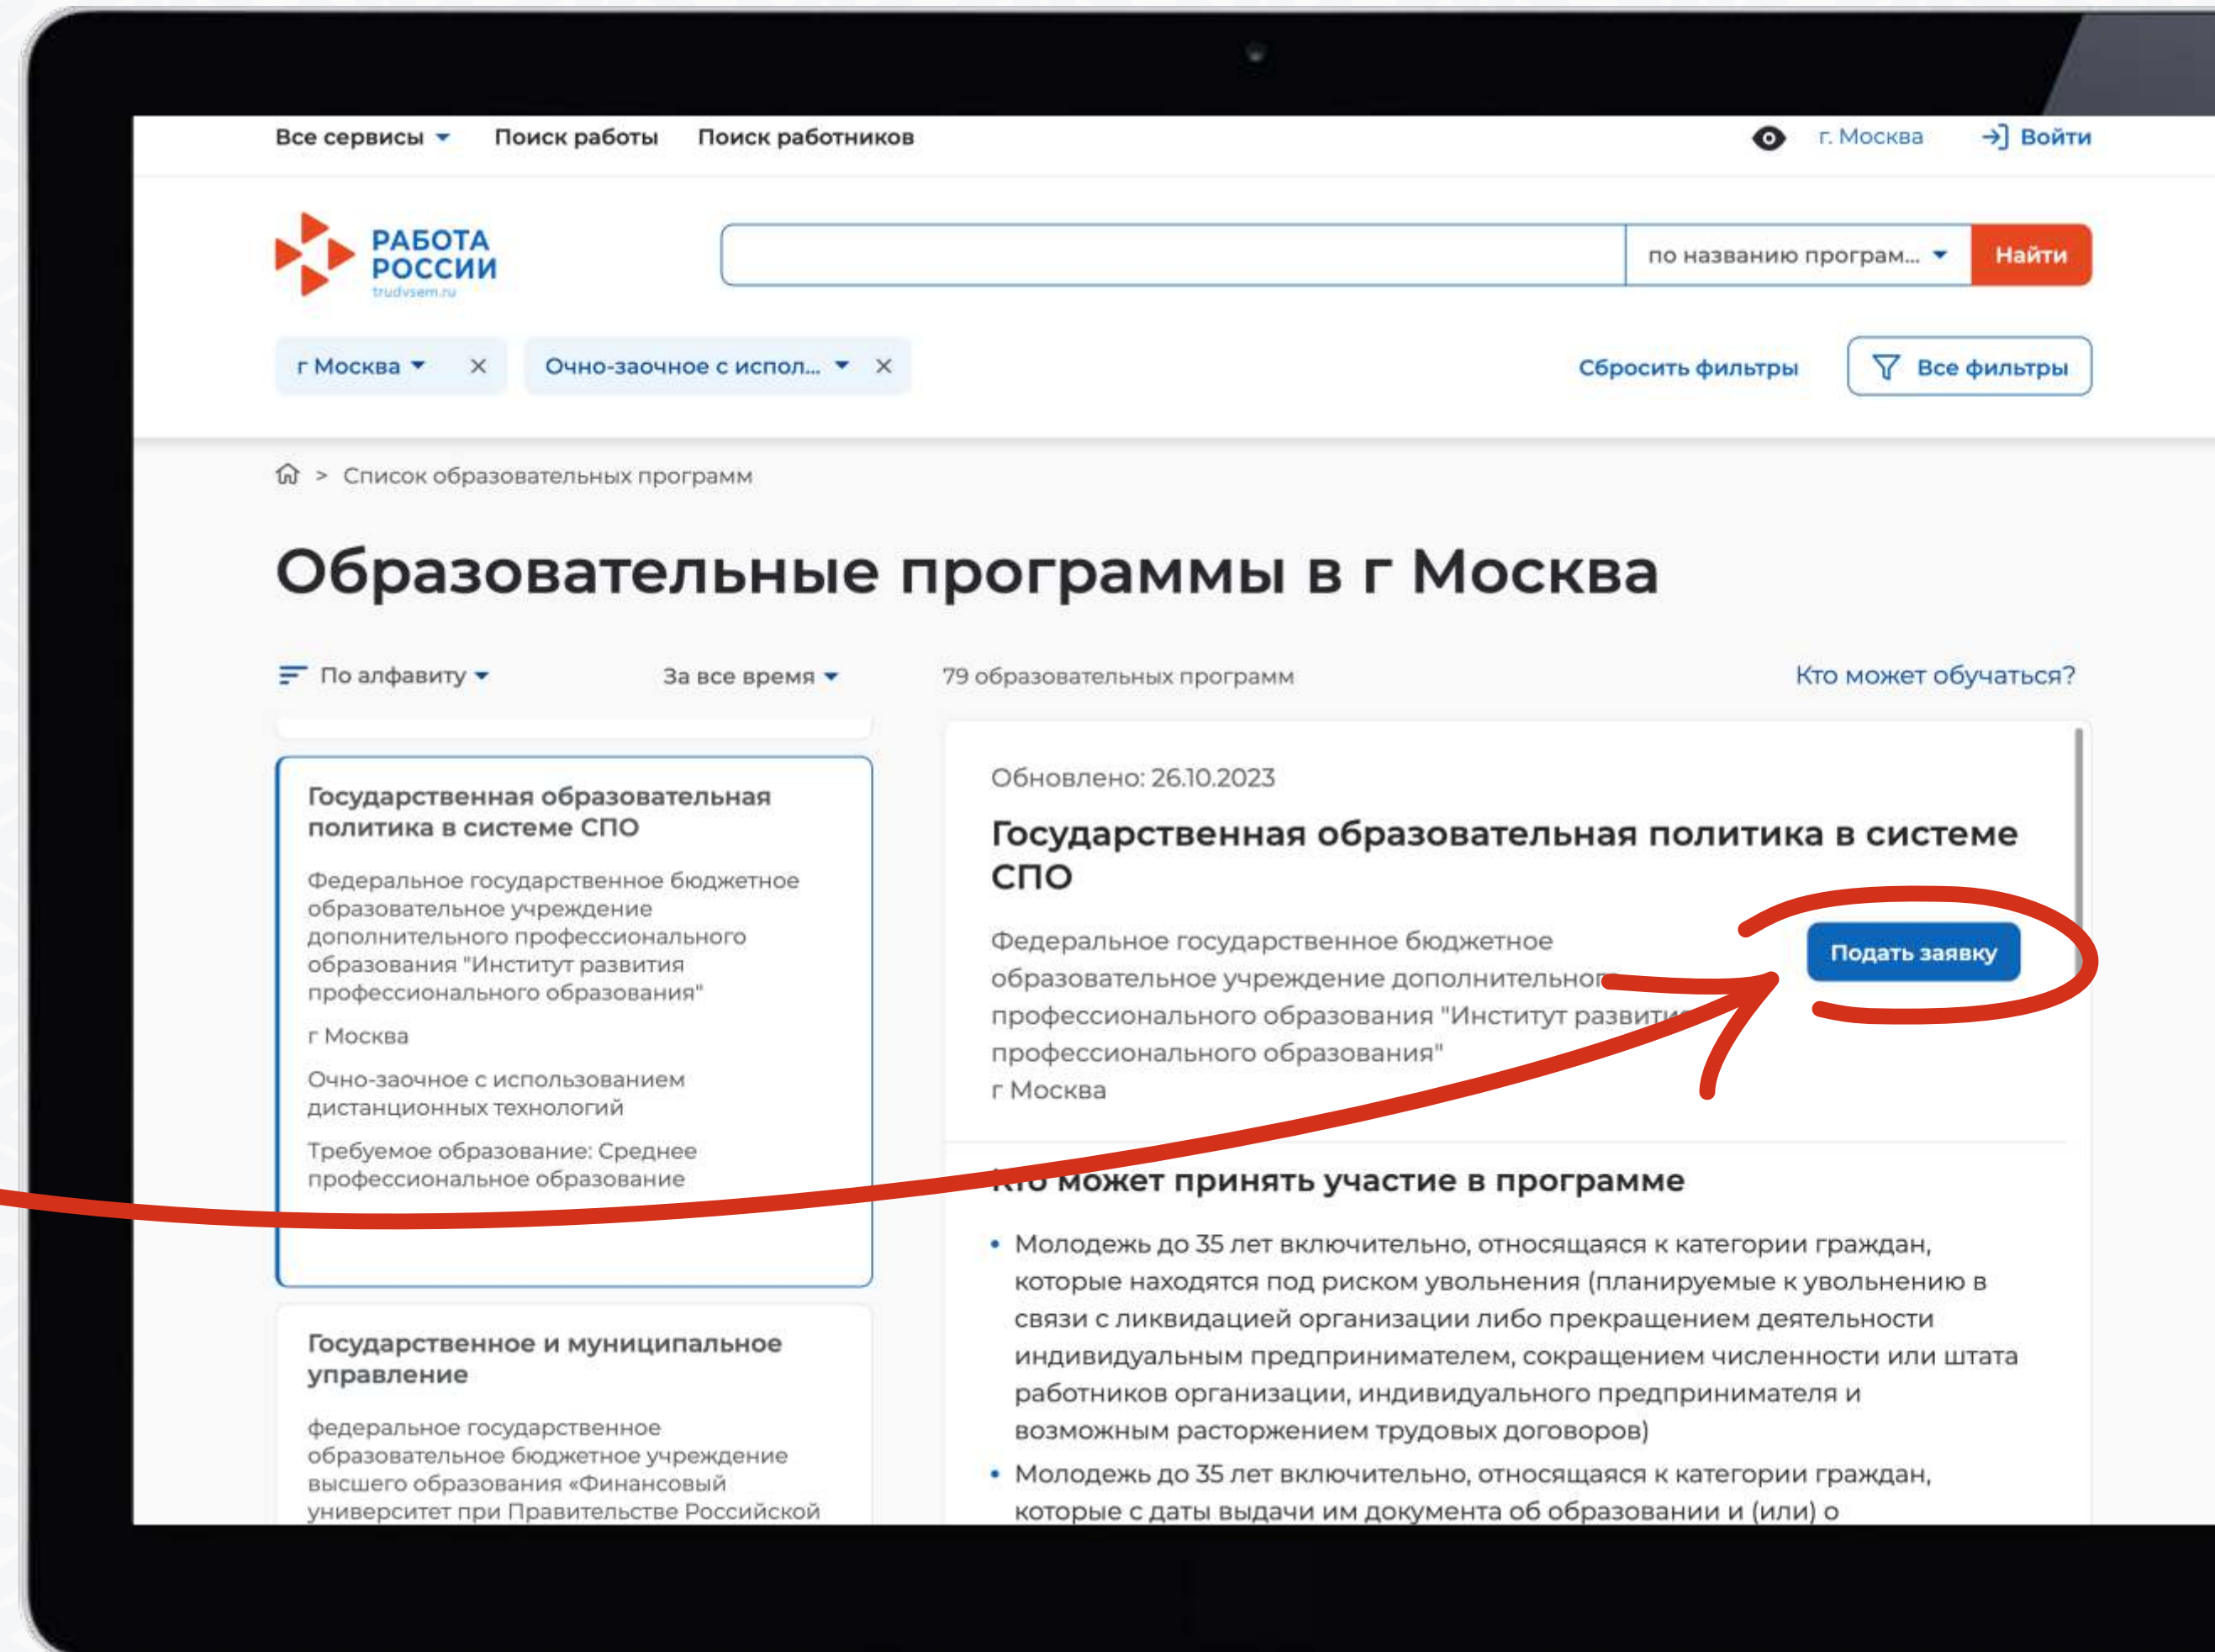 Все сервисы Поиск работы Поиск работников г. Москва Войти
РАБОТА
РОССИИ
trudvsem.ru
по названию програм... Найти
г Москва Очно-заочное с испол... Сбросить фильтры Все фильтры
> Список образовательных программ
Образовательные программы в г Москва
По алфавиту За все время 79 образовательных программ Кто может обучаться?
Государственная образовательная
политика в системе СПО
Федеральное государственное бюджетное
образовательное учреждение
дополнительного профессионального
образования "Институт развития
профессионального образования"
г Москва
Очно-заочное с использованием
дистанционных технологий
Требуемое образование: Среднее
профессиональное образование
Государственное и муниципальное
управление
федеральное государственное
образовательное бюджетное учреждение
высшего образования «Финансовый
университет при Правительстве Российской
Обновлено: 26.10.2023
Государственная образовательная политика в системе
СПО
Подать заявку
Федеральное государственное бюджетное
образовательное учреждение дополнительного
профессионального образования "Институт развития
профессионального образования"
г Москва
Кто может принять участие в программе
• Молодежь до 35 лет включительно, относящаяся к категории граждан,
которые находятся под риском увольнения (планируемые к увольнению в
связи с ликвидацией организации либо прекращением деятельности
индивидуальным предпринимателем, сокращением численности или штата
работников организации, индивидуального предпринимателя и
возможным расторжением трудовых договоров)
• Молодежь до 35 лет включительно, относящаяся к категории граждан,
которые с даты выдачи им документа об образовании и (или) о